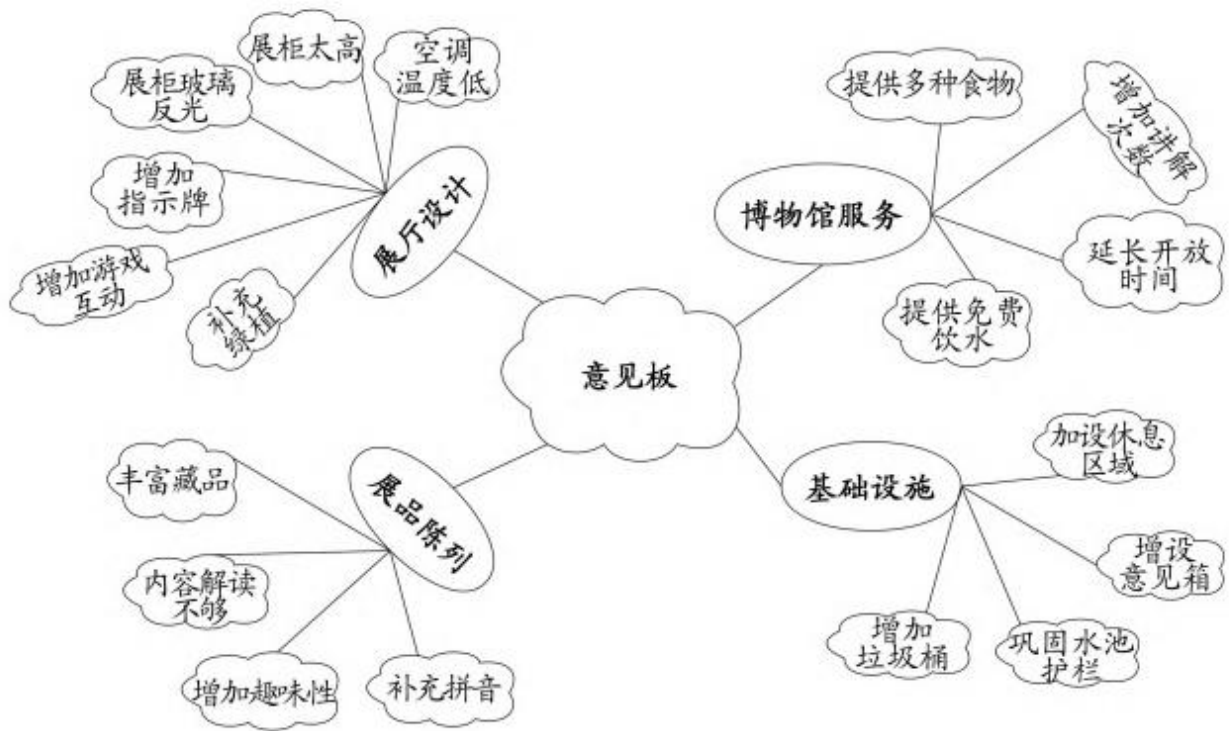 展柜太高
空调
温度低
展柜玻璃
反光
增加
指示牌
增加游戏
互动
补充
绿植
展厅设计
提供多种食物
增加讲解
次数
博物馆服务
延长开放
时间
提供免费
饮水
意见板
丰富藏品
内容解读
不够
增加趣味性
补充拼音
展品陈列
基础设施
加设休息
区域
增设
意见箱
巩固水池
护栏
增加
垃圾桶